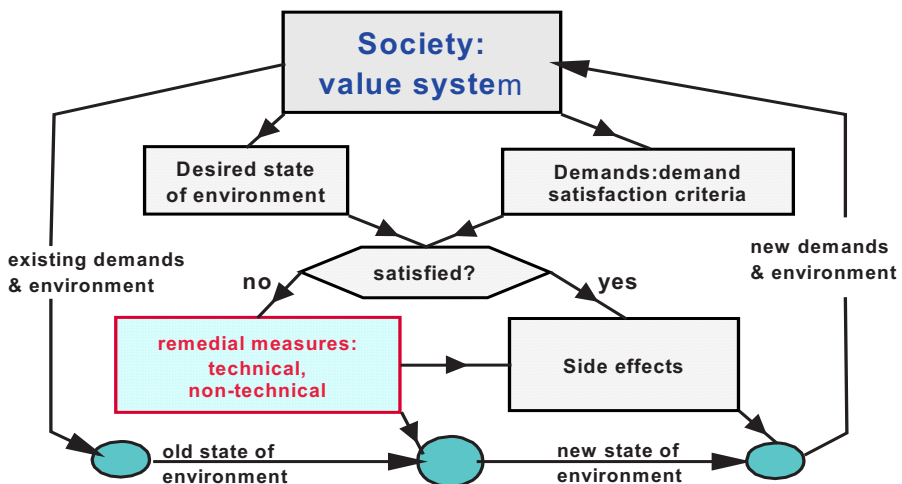 Society:
value system
Desired state
of environment
Demands:demand
satisfaction criteria
existing demands
& environment
new demands
& environment
satisfied?
no
yes
remedial measures:
technical,
non-technical
Side effects
old state of
environment
new state of
environment